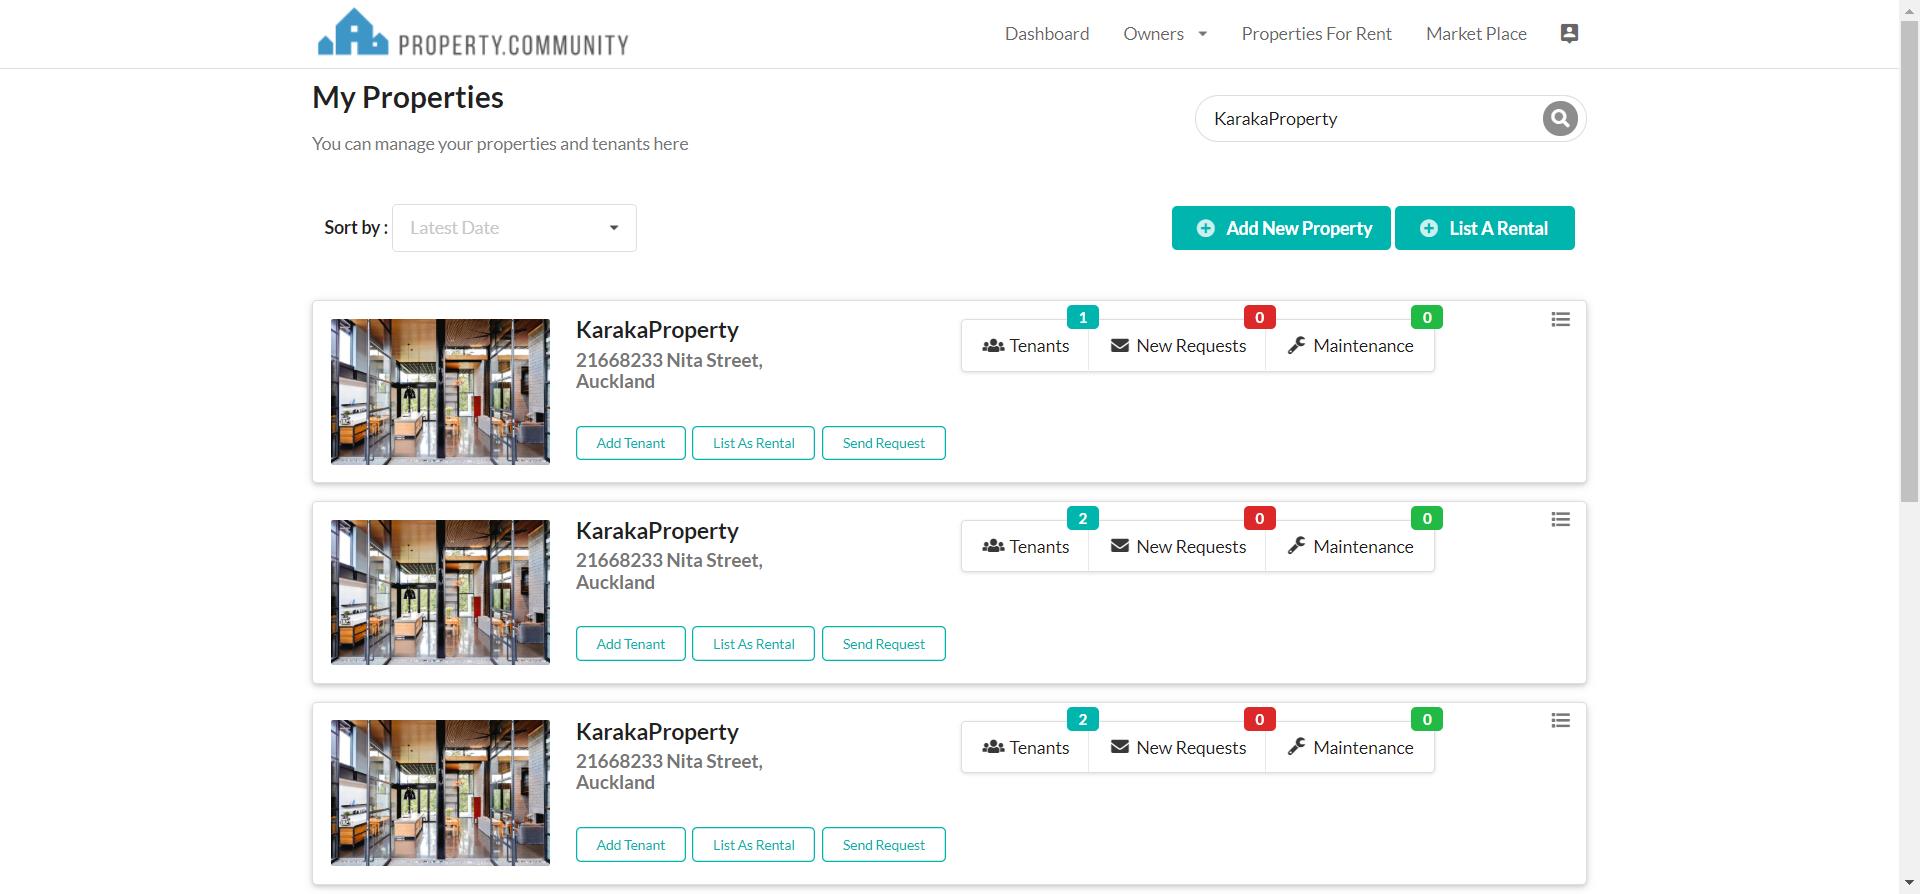 PROPERTY.COMMUNITY
Dashboard
Owners
Properties For Rent
Market Place
My Properties
KarakaProperty
You can manage your properties and tenants here
Sort by :
Latest Date
Add New Property
List A Rental
KarakaProperty
21668233 Nita Street,
Auckland
1
Tenants
0
New Requests
0
Maintenance
Add Tenant
List As Rental
Send Request
KarakaProperty
21668233 Nita Street,
Auckland
2
Tenants
0
New Requests
0
Maintenance
Add Tenant
List As Rental
Send Request
KarakaProperty
21668233 Nita Street,
Auckland
2
Tenants
0
New Requests
0
Maintenance
Add Tenant
List As Rental
Send Request